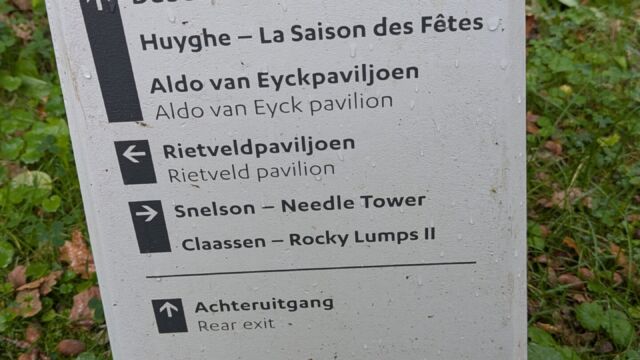 Huyghe – La Saison des Fêtes
Aldo van Eyckpaviljoen
Aldo van Eyck pavilion
Rietveldpaviljoen
Rietveld pavilion
Snelson – Needle Tower
Claassen – Rocky Lumps II
Achteruitgang
Rear exit